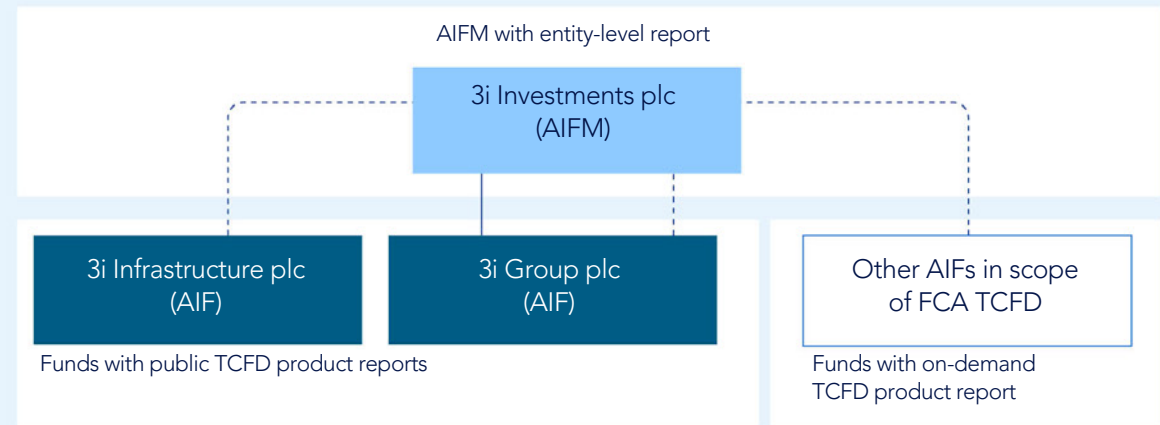 AIFM with entity-level report
3i Investments plc
(AIFM)
3i Infrastructure plc
(AIF)
3i Group plc
(AIF)
Other AIFs in scope
of FCA TCFD
Funds with public TCFD product reports
Funds with on-demand
TCFD product report